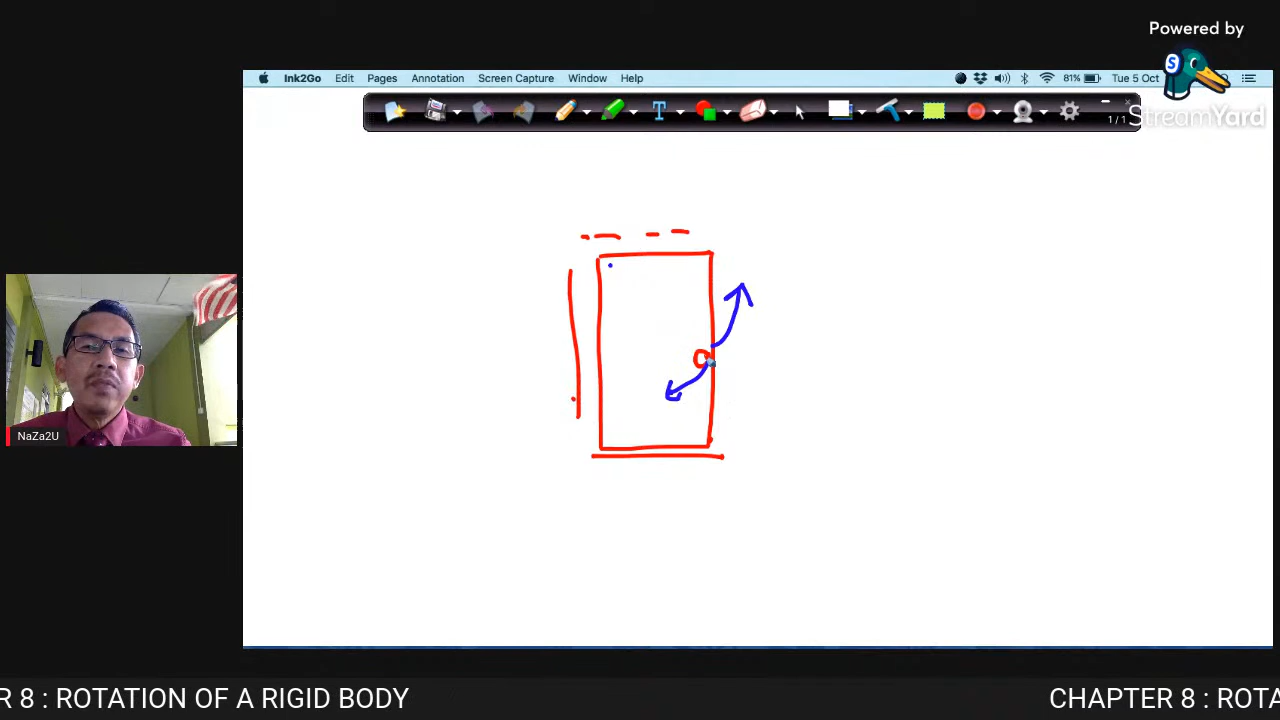 Powered by
StreamYard
Ink2Go Edit Pages Annotation Screen Capture Window Help 81% Tue 5 Oct
T
1 / 1
S
NaZa2U
R 8 : ROTATION OF A RIGID BODY CHAPTER 8 : ROTA